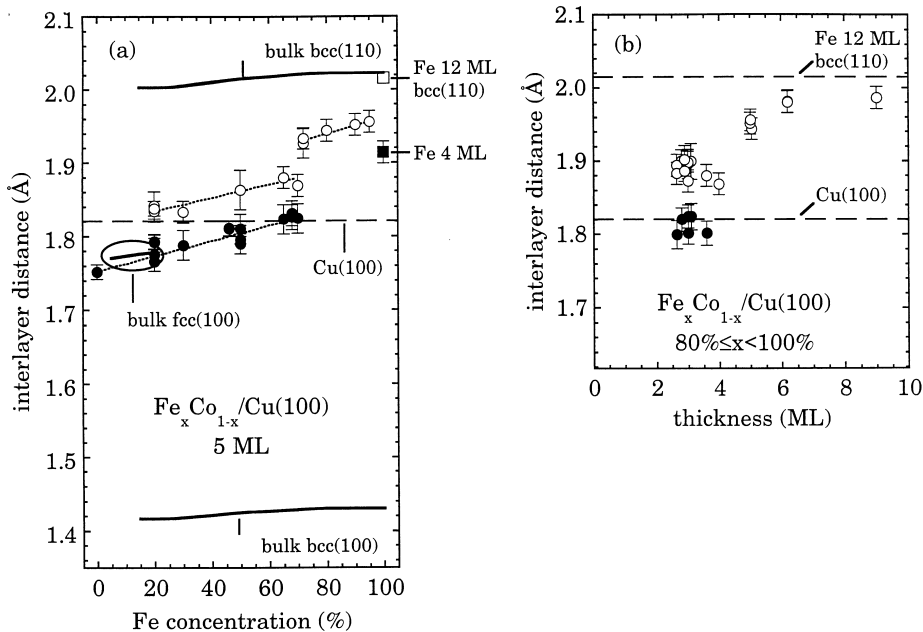 (a)
bulk bcc(110)
Fe 12 ML
bcc(110)
Fe 4 ML
Cu(100)
bulk fcc(100)
FexCo1-x/Cu(100)
5 ML
bulk bcc(100)
2.1
2.0
1.9
1.8
1.7
1.6
1.5
1.4
interlayer distance (Å)
0
20
40
60
80
100
Fe concentration (%)
(b)
Fe 12 ML
bcc(110)
Cu(100)
FexCo1-x/Cu(100)
80%≤x<100%
2.1
2.0
1.9
1.8
1.7
interlayer distance (Å)
0
2
4
6
8
10
thickness (ML)